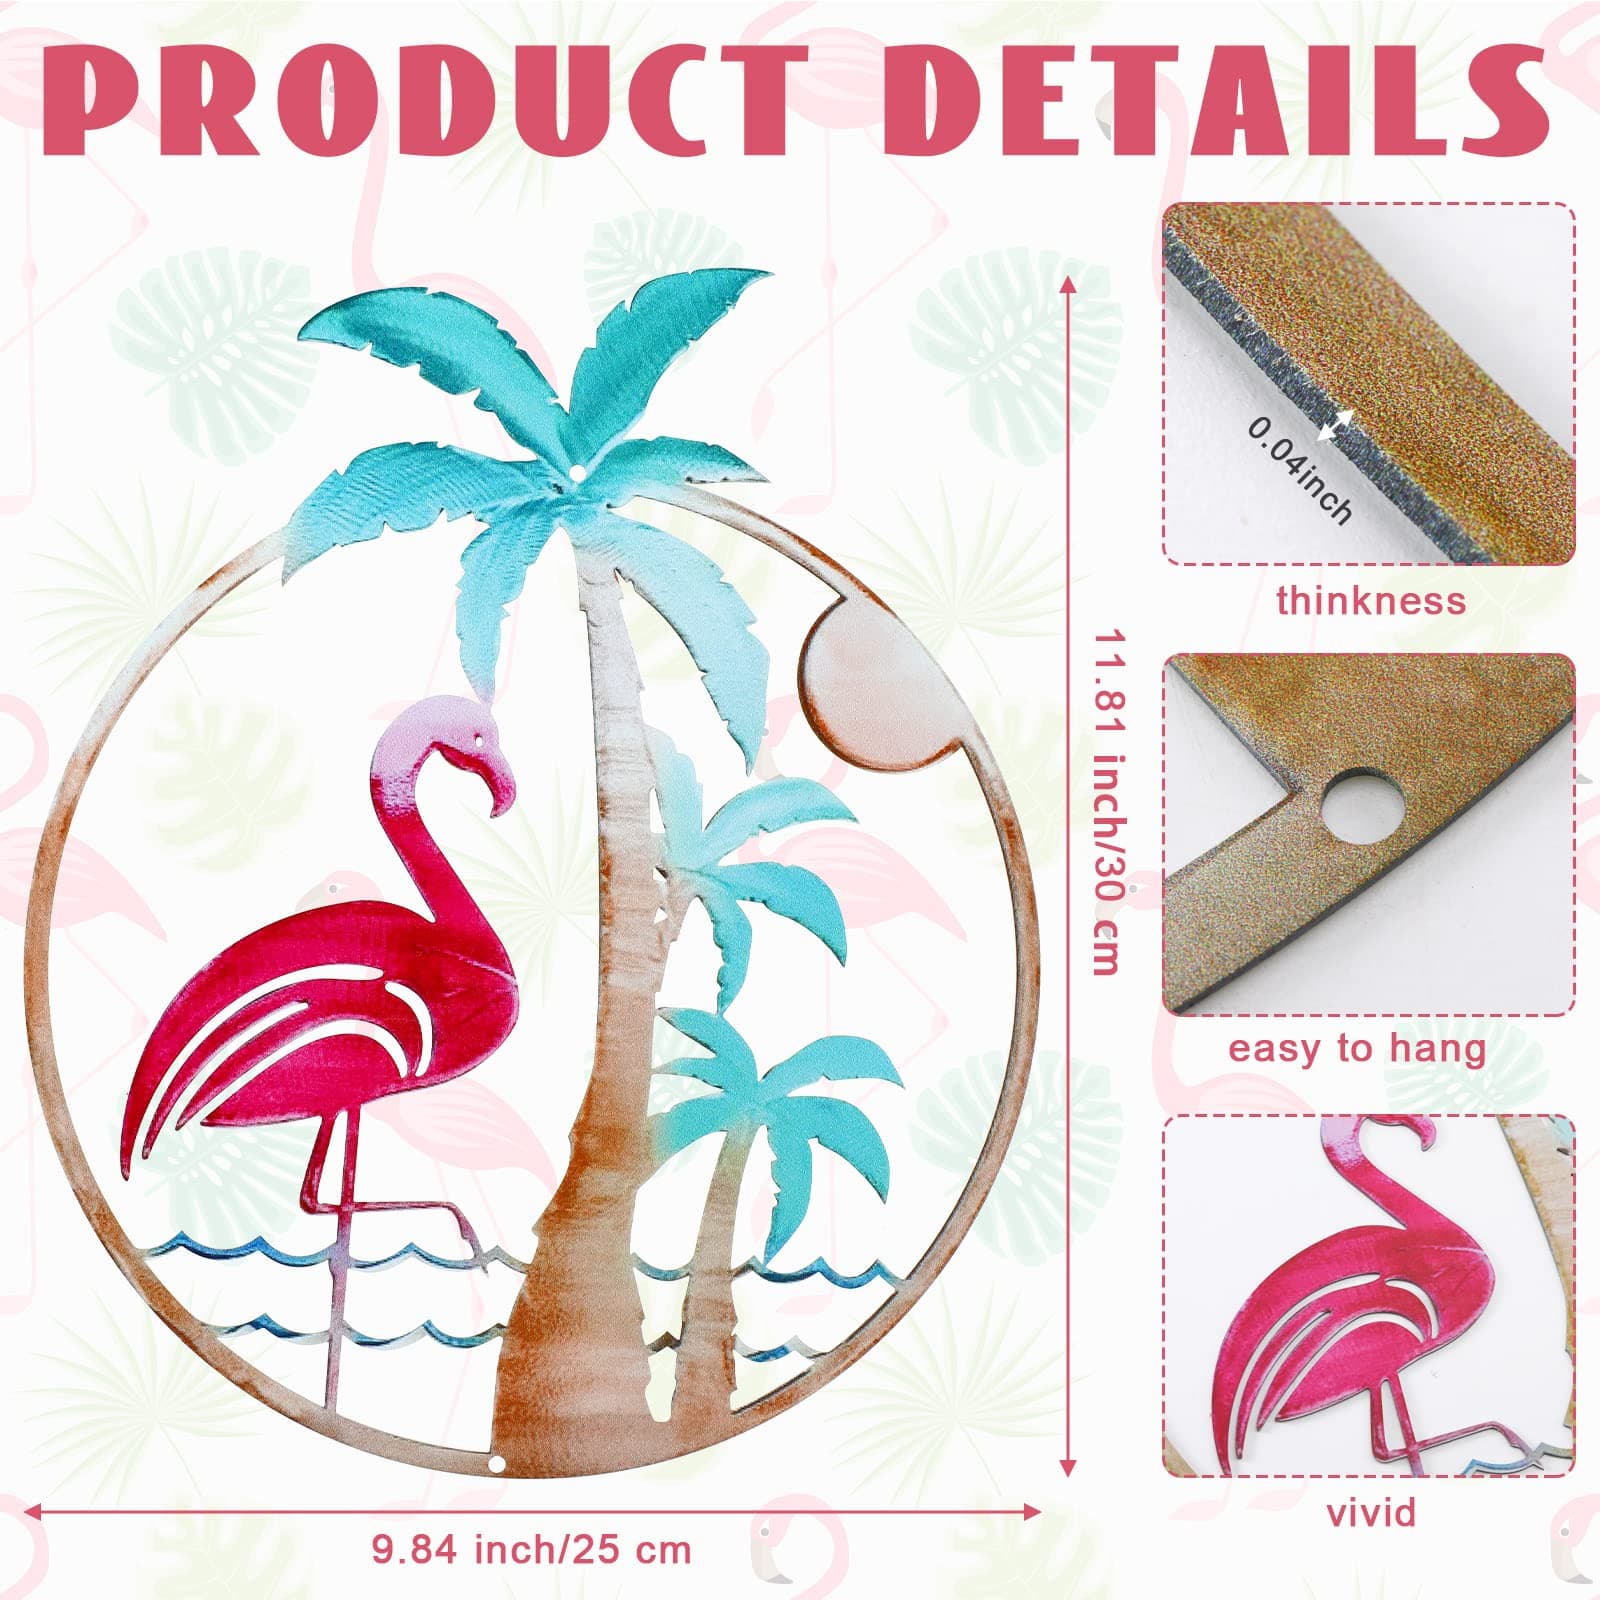 PRODUCT DETAILS
0.04inch
thinkness
11.81 inch/30 cm
easy to hang
vivid
9.84 inch/25 cm